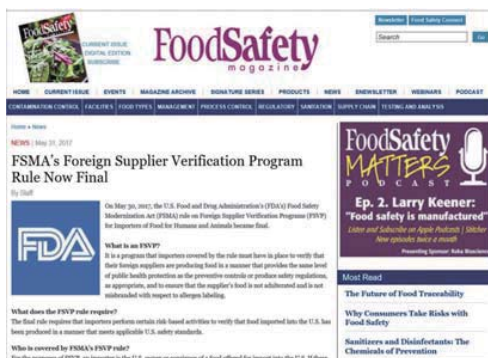 Newsletter Food Safety Connect
CURRENT ISSUE
DIGITAL EDITION
SUBSCRIBE
FoodSafety
magazine
Search
Go
HOME CURRENT ISSUE EVENTS MAGAZINE ARCHIVE SIGNATURE SERIES PRODUCTS NEWS ENEWSLETTER WEBINARS PODCAST
CONTAMINATION CONTROL FACILITIES FOOD TYPES MANAGEMENT PROCESS CONTROL REGULATORY SANITATION SUPPLY CHAIN TESTING AND ANALYSIS
Home > News
NEWS | May 31, 2017
FSMA's Foreign Supplier Verification Program
Rule Now Final
By Staff
FDA
On May 30, 2017, the U.S. Food and Drug Administration's (FDA's) Food Safety
Modernization Act (FSMA) rule on Foreign Supplier Verification Programs (FSVP)
for Importers of Food for Humans and Animals became final.
What is an FSVP?
It is a program that importers covered by the rule must have in place to verify that
their foreign suppliers are producing food in a manner that provides the same level
of public health protection as the preventive controls or produce safety regulations,
as appropriate, and to ensure that the supplier's food is not adulterated and is not
misbranded with respect to allergen labeling.
What does the FSVP rule require?
The final rule requires that importers perform certain risk-based activities to verify that food imported into the U.S. has
been produced in a manner that meets applicable U.S. safety standards.
Who is covered by FSMA's FSVP rule?
FoodSafety
MATTERS
PODCAST
Ep. 2. Larry Keener:
"Food safety is manufactured"
Listen and Subscribe on Apple Podcasts | Stitcher
New episodes twice a month
Presenting Sponsor:
Most Read
The Future of Food Traceability
Why Consumers Take Risks with
Food Safety
Sanitizers and Disinfectants: The
Chemicals of Prevention